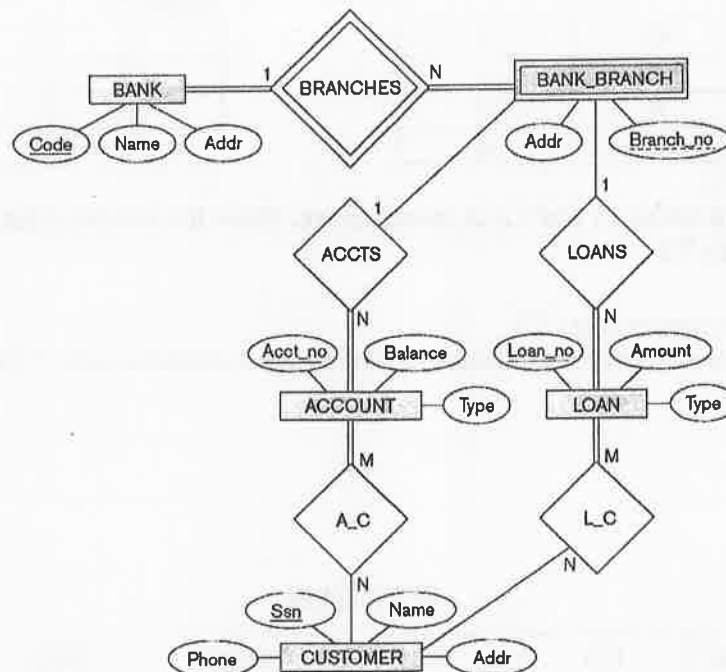 1 N
BANK BRANCHES BANK_BRANCH
Code Name Addr Addr Branch_no
1 1
ACCTS LOANS
N N
Acct_no Balance Loan_no Amount
ACCOUNT Type LOAN Type
M M
A_C L_C
N N
Ssn Name
Phone CUSTOMER Addr